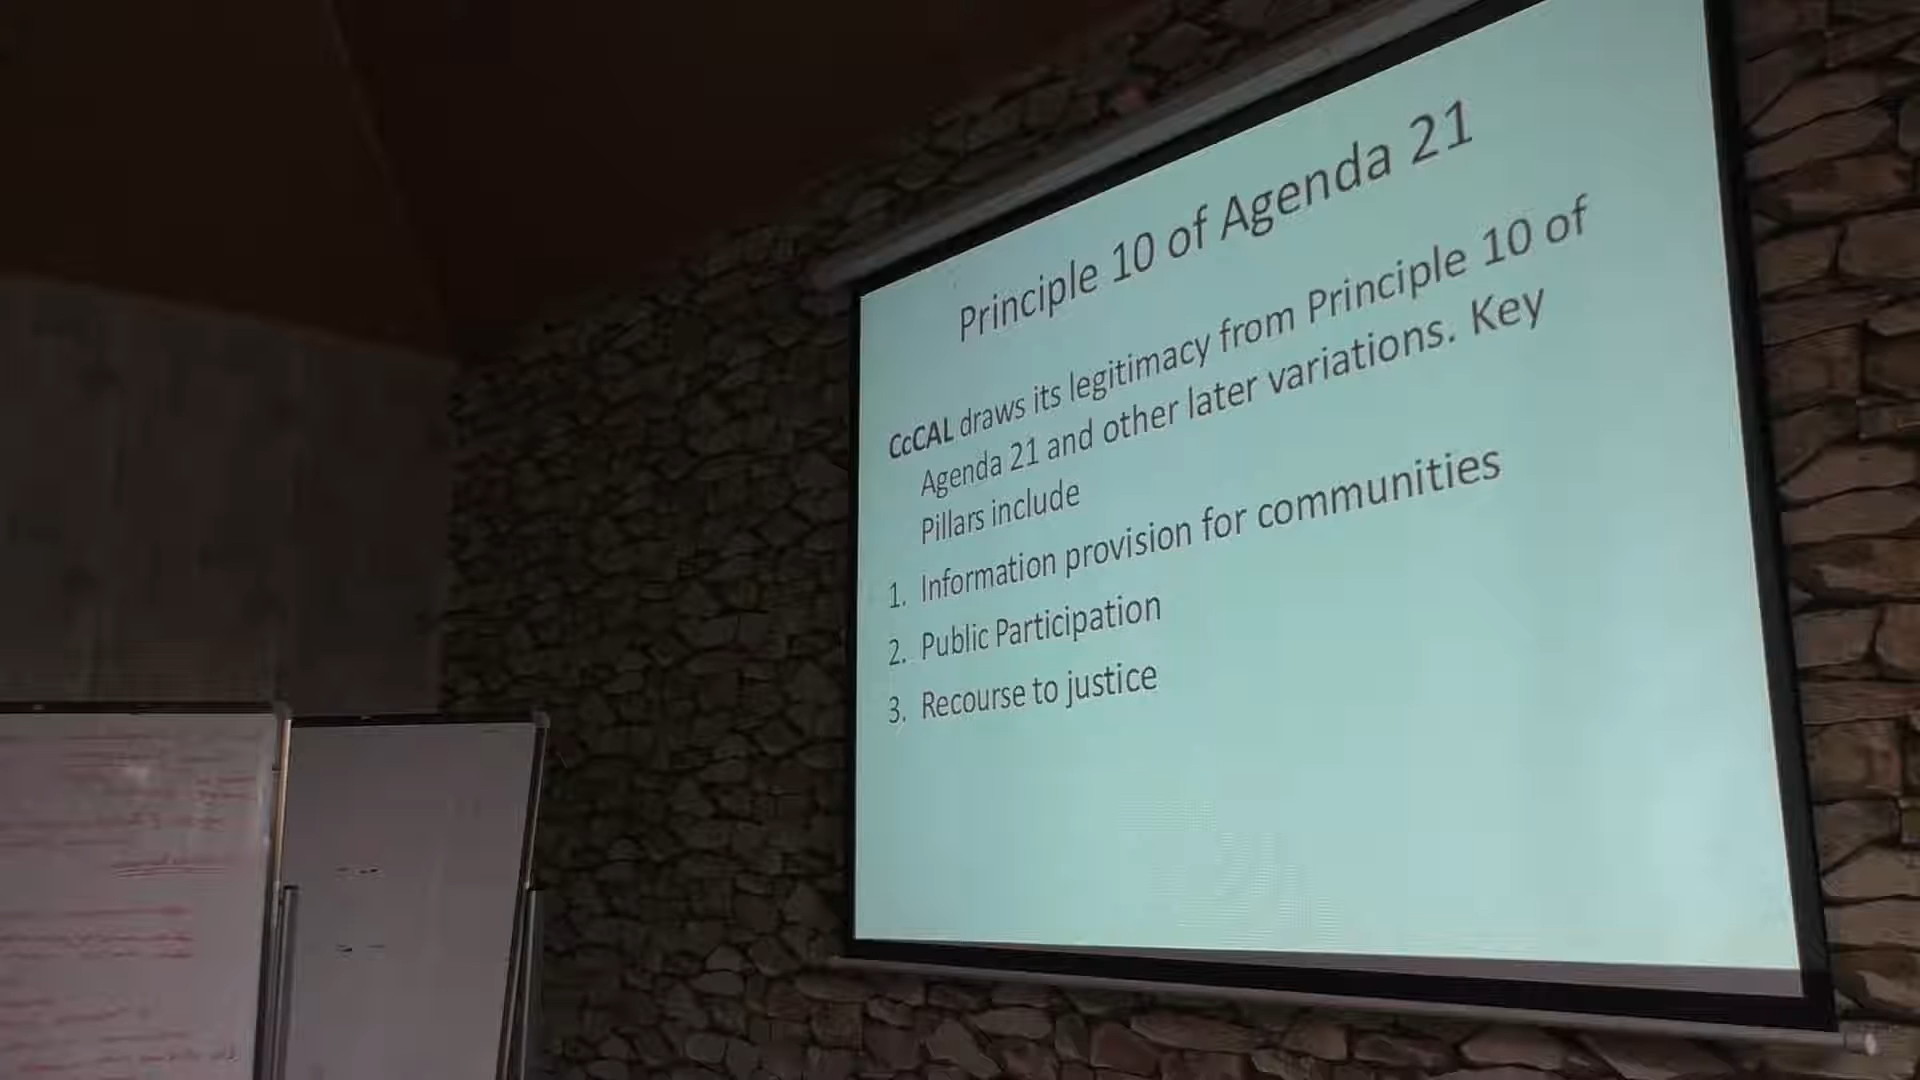 Principle 10 of Agenda 21
CcCAL draws its legitimacy from Principle 10 of
Agenda 21 and other later variations. Key
Pillars include
1. Information provision for communities
2. Public Participation
3. Recourse to justice